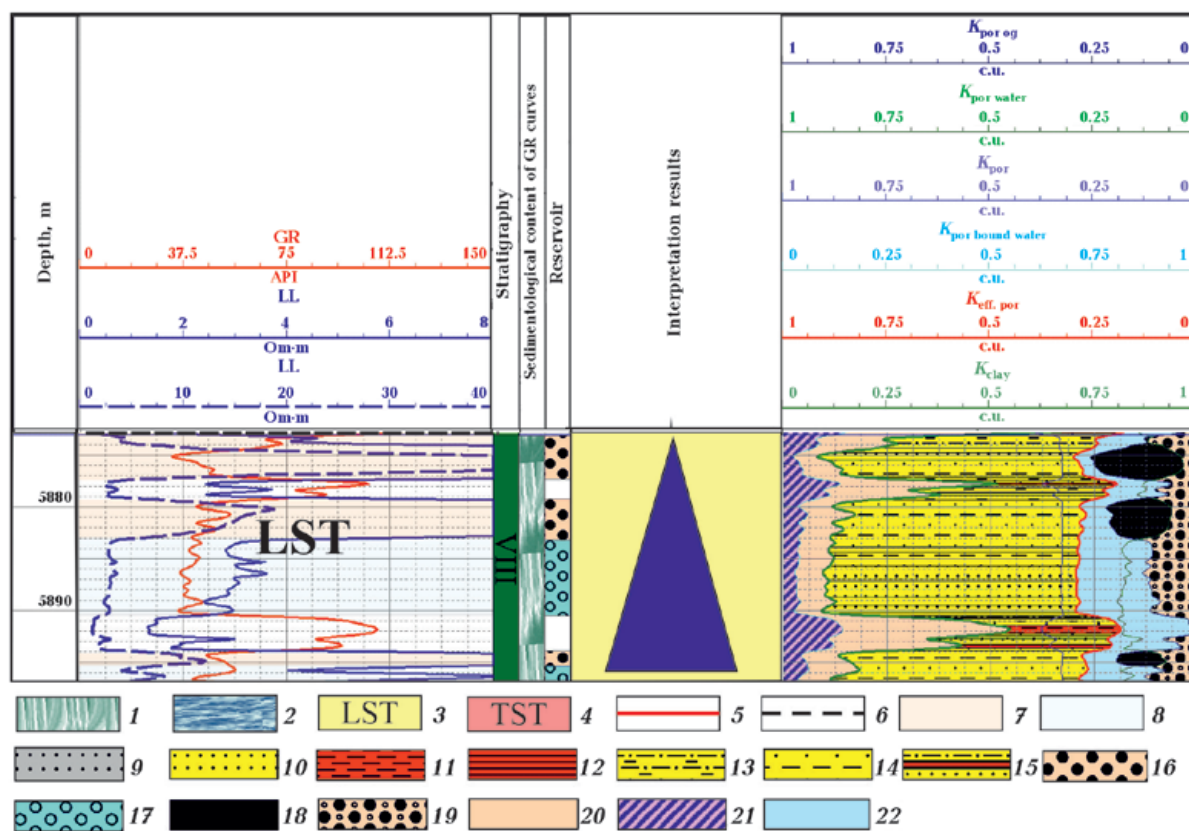 Depth, m
GR
0 37.5 75 112.5 150
API
LL
0 2 4 6 8
Om·m
LL
0 10 20 30 40
Om·m
Stratigraphy
Sedimentological content of GR curves
Reservoir
Interpretation results
K por og
1 0.75 0.5 0.25 0
c.u.
K por water
1 0.75 0.5 0.25 0
c.u.
K por
1 0.75 0.5 0.25 0
c.u.
K por bound water
0 0.25 0.5 0.75 1
c.u.
K eff. por
1 0.75 0.5 0.25 0
c.u.
K clay
0 0.25 0.5 0.75 1
c.u.
5880
LST
VIII
5890
1 2 LST 3 TST 4 5 6 7 8
9 10 11 12 13 14 15 16
17 18 19 20 21 22